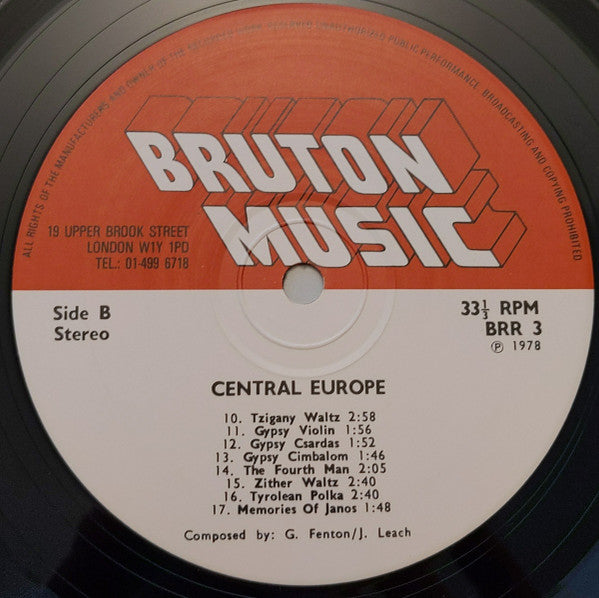 ALL RIGHTS OF THE MANUFACTURERS AND OWNER OF THE RECORDED WORK RESERVED UNAUTHORISED PUBLIC PERFORMANCE, BROADCASTING AND COPYING PROHIBITED
BRUTON
MUSIC
19 UPPER BROOK STREET
LONDON W1Y 1PD
TEL.: 01-499 6718
Side B
Stereo
33⅓ RPM
BRR 3
℗ 1978
CENTRAL EUROPE
10. Tzigany Waltz 2:58
11. Gypsy Violin 1:56
12. Gypsy Csardas 1:52
13. Gypsy Cimbalom 1:46
14. The Fourth Man 2:05
15. Zither Waltz 2:40
16. Tyrolean Polka 2:40
17. Memories Of Janos 1:48
Composed by: G. Fenton/J. Leach